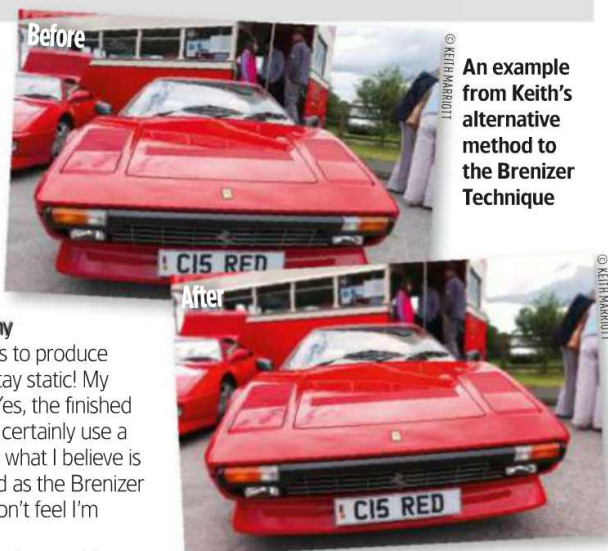 Before
© KEITH MARRIOTT
An example
from Keith's
alternative
method to
the Brenizer
Technique
C15 RED
After
© KEITH MARRIOTT
s to produce
tay static! My
Yes, the finished
certainly use a
what I believe is
d as the Brenizer
on't feel I'm
C15 RED